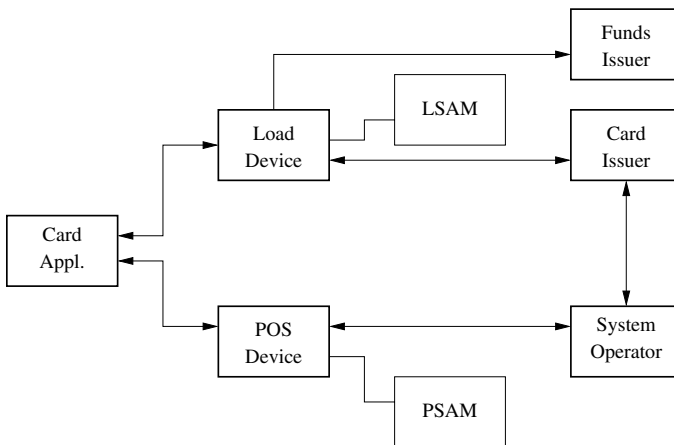 Funds
Issuer
LSAM
Load
Device
Card
Issuer
Card
Appl.
POS
Device
System
Operator
PSAM